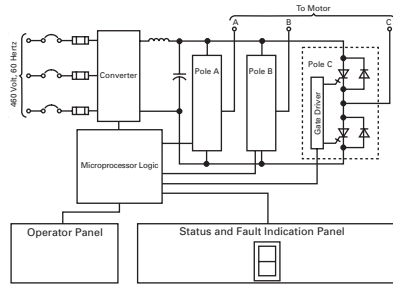 To Motor
A
B
C
460 Volt, 60 Hertz
Converter
Pole A
Pole B
Pole C
Gate Driver
Microprocessor Logic
Operator Panel
Status and Fault Indication Panel